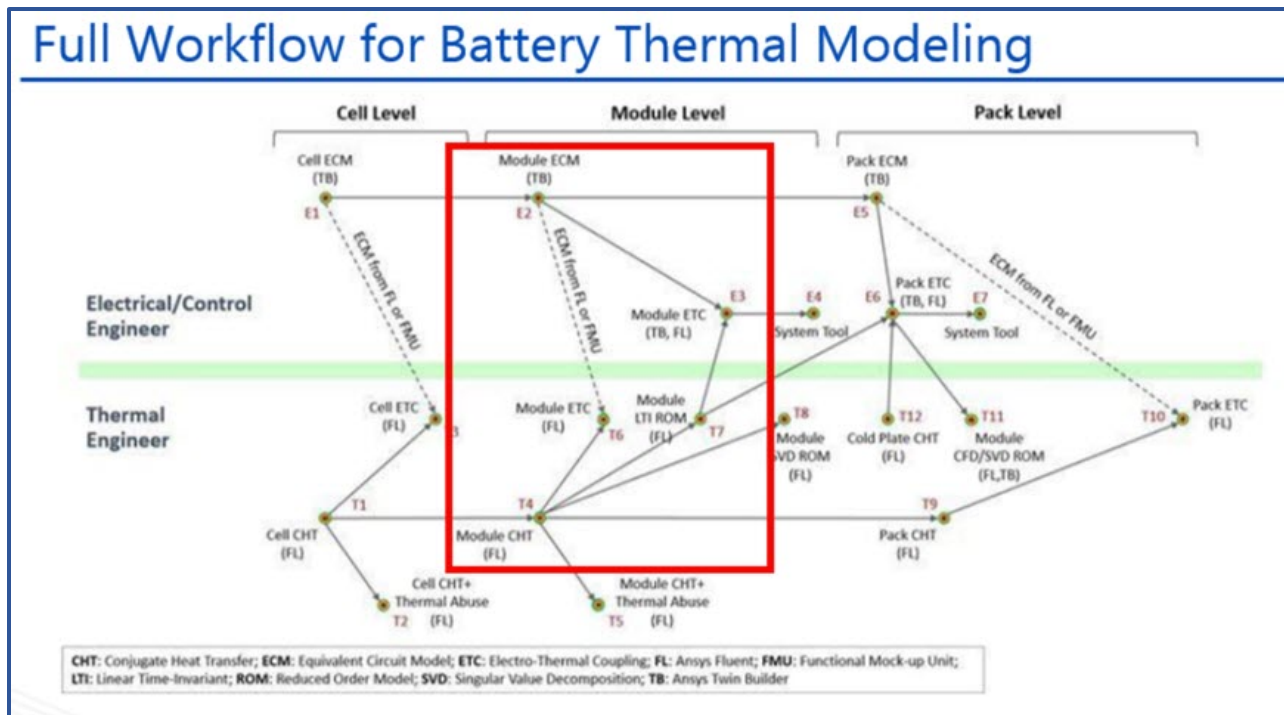 Full Workflow for Battery Thermal Modeling
Cell Level
Module Level
Pack Level
Cell ECM
(TB)
E1
Module ECM
(TB)
E2
Pack ECM
(TB)
E5
ECM from FL or FMU
ECM from FL or FMU
ECM from FL or FMU
Electrical/Control
Engineer
Module ETC
(TB, FL)
E3
E4
System Tool
E6
Pack ETC
(TB, FL)
E7
System Tool
Thermal
Engineer
Cell ETC
(FL)
3
Module ETC
(FL)
T6
Module
LTI ROM
(FL)
T7
T8
Module
SVD ROM
(FL)
T12
Cold Plate CHT
(FL)
T11
Module
CFD/SVD ROM
(FL,TB)
T10
Pack ETC
(FL)
T1
Cell CHT
(FL)
T4
Module CHT
(FL)
T9
Pack CHT
(FL)
Cell CHT+
Thermal Abuse
(FL)
T2
Module CHT+
Thermal Abuse
(FL)
T5
CHT: Conjugate Heat Transfer; ECM: Equivalent Circuit Model; ETC: Electro-Thermal Coupling; FL: Ansys Fluent; FMU: Functional Mock-up Unit;
LTI: Linear Time-Invariant; ROM: Reduced Order Model; SVD: Singular Value Decomposition; TB: Ansys Twin Builder